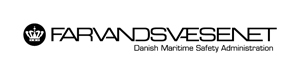 FARVANDSVÆSENET
Danish Maritime Safety Administration